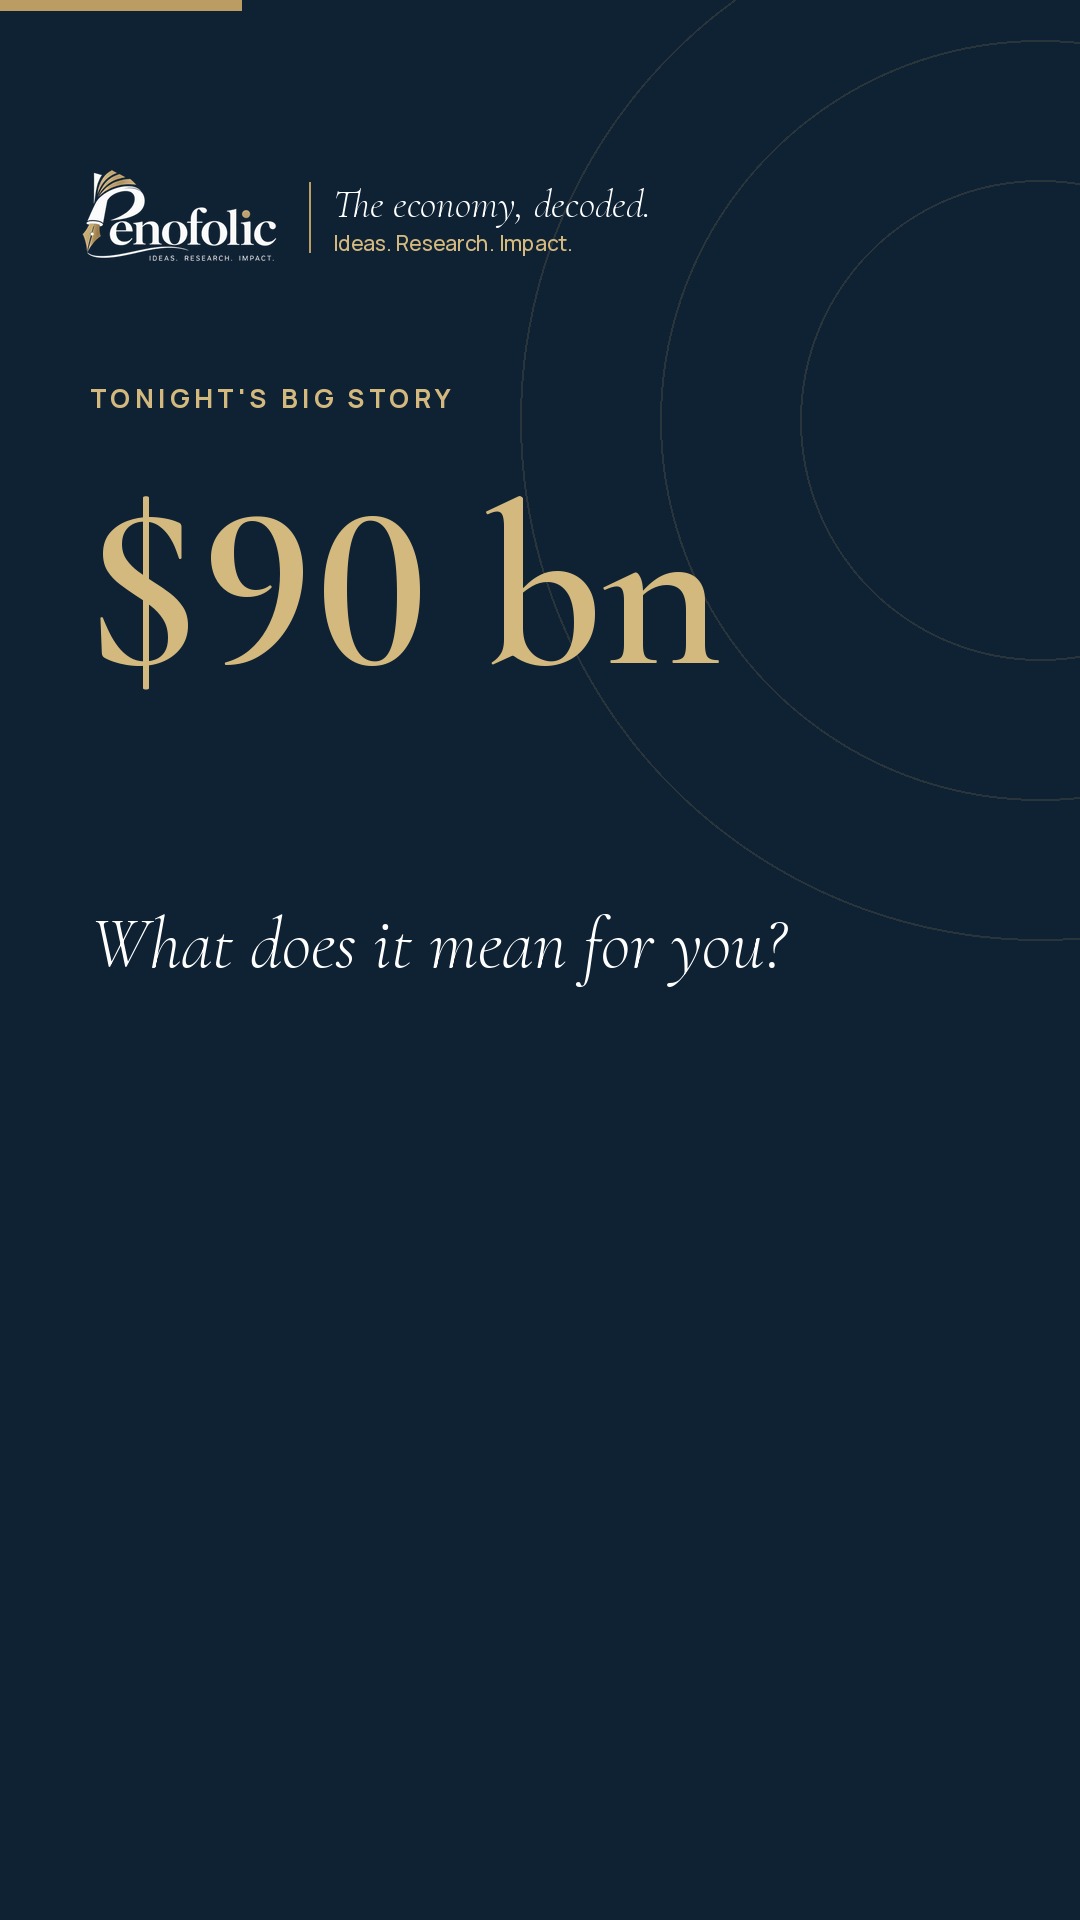 Penofolic
IDEAS. RESEARCH. IMPACT.
The economy, decoded.
Ideas. Research. Impact.
TONIGHT'S BIG STORY
$90 bn
What does it mean for you?